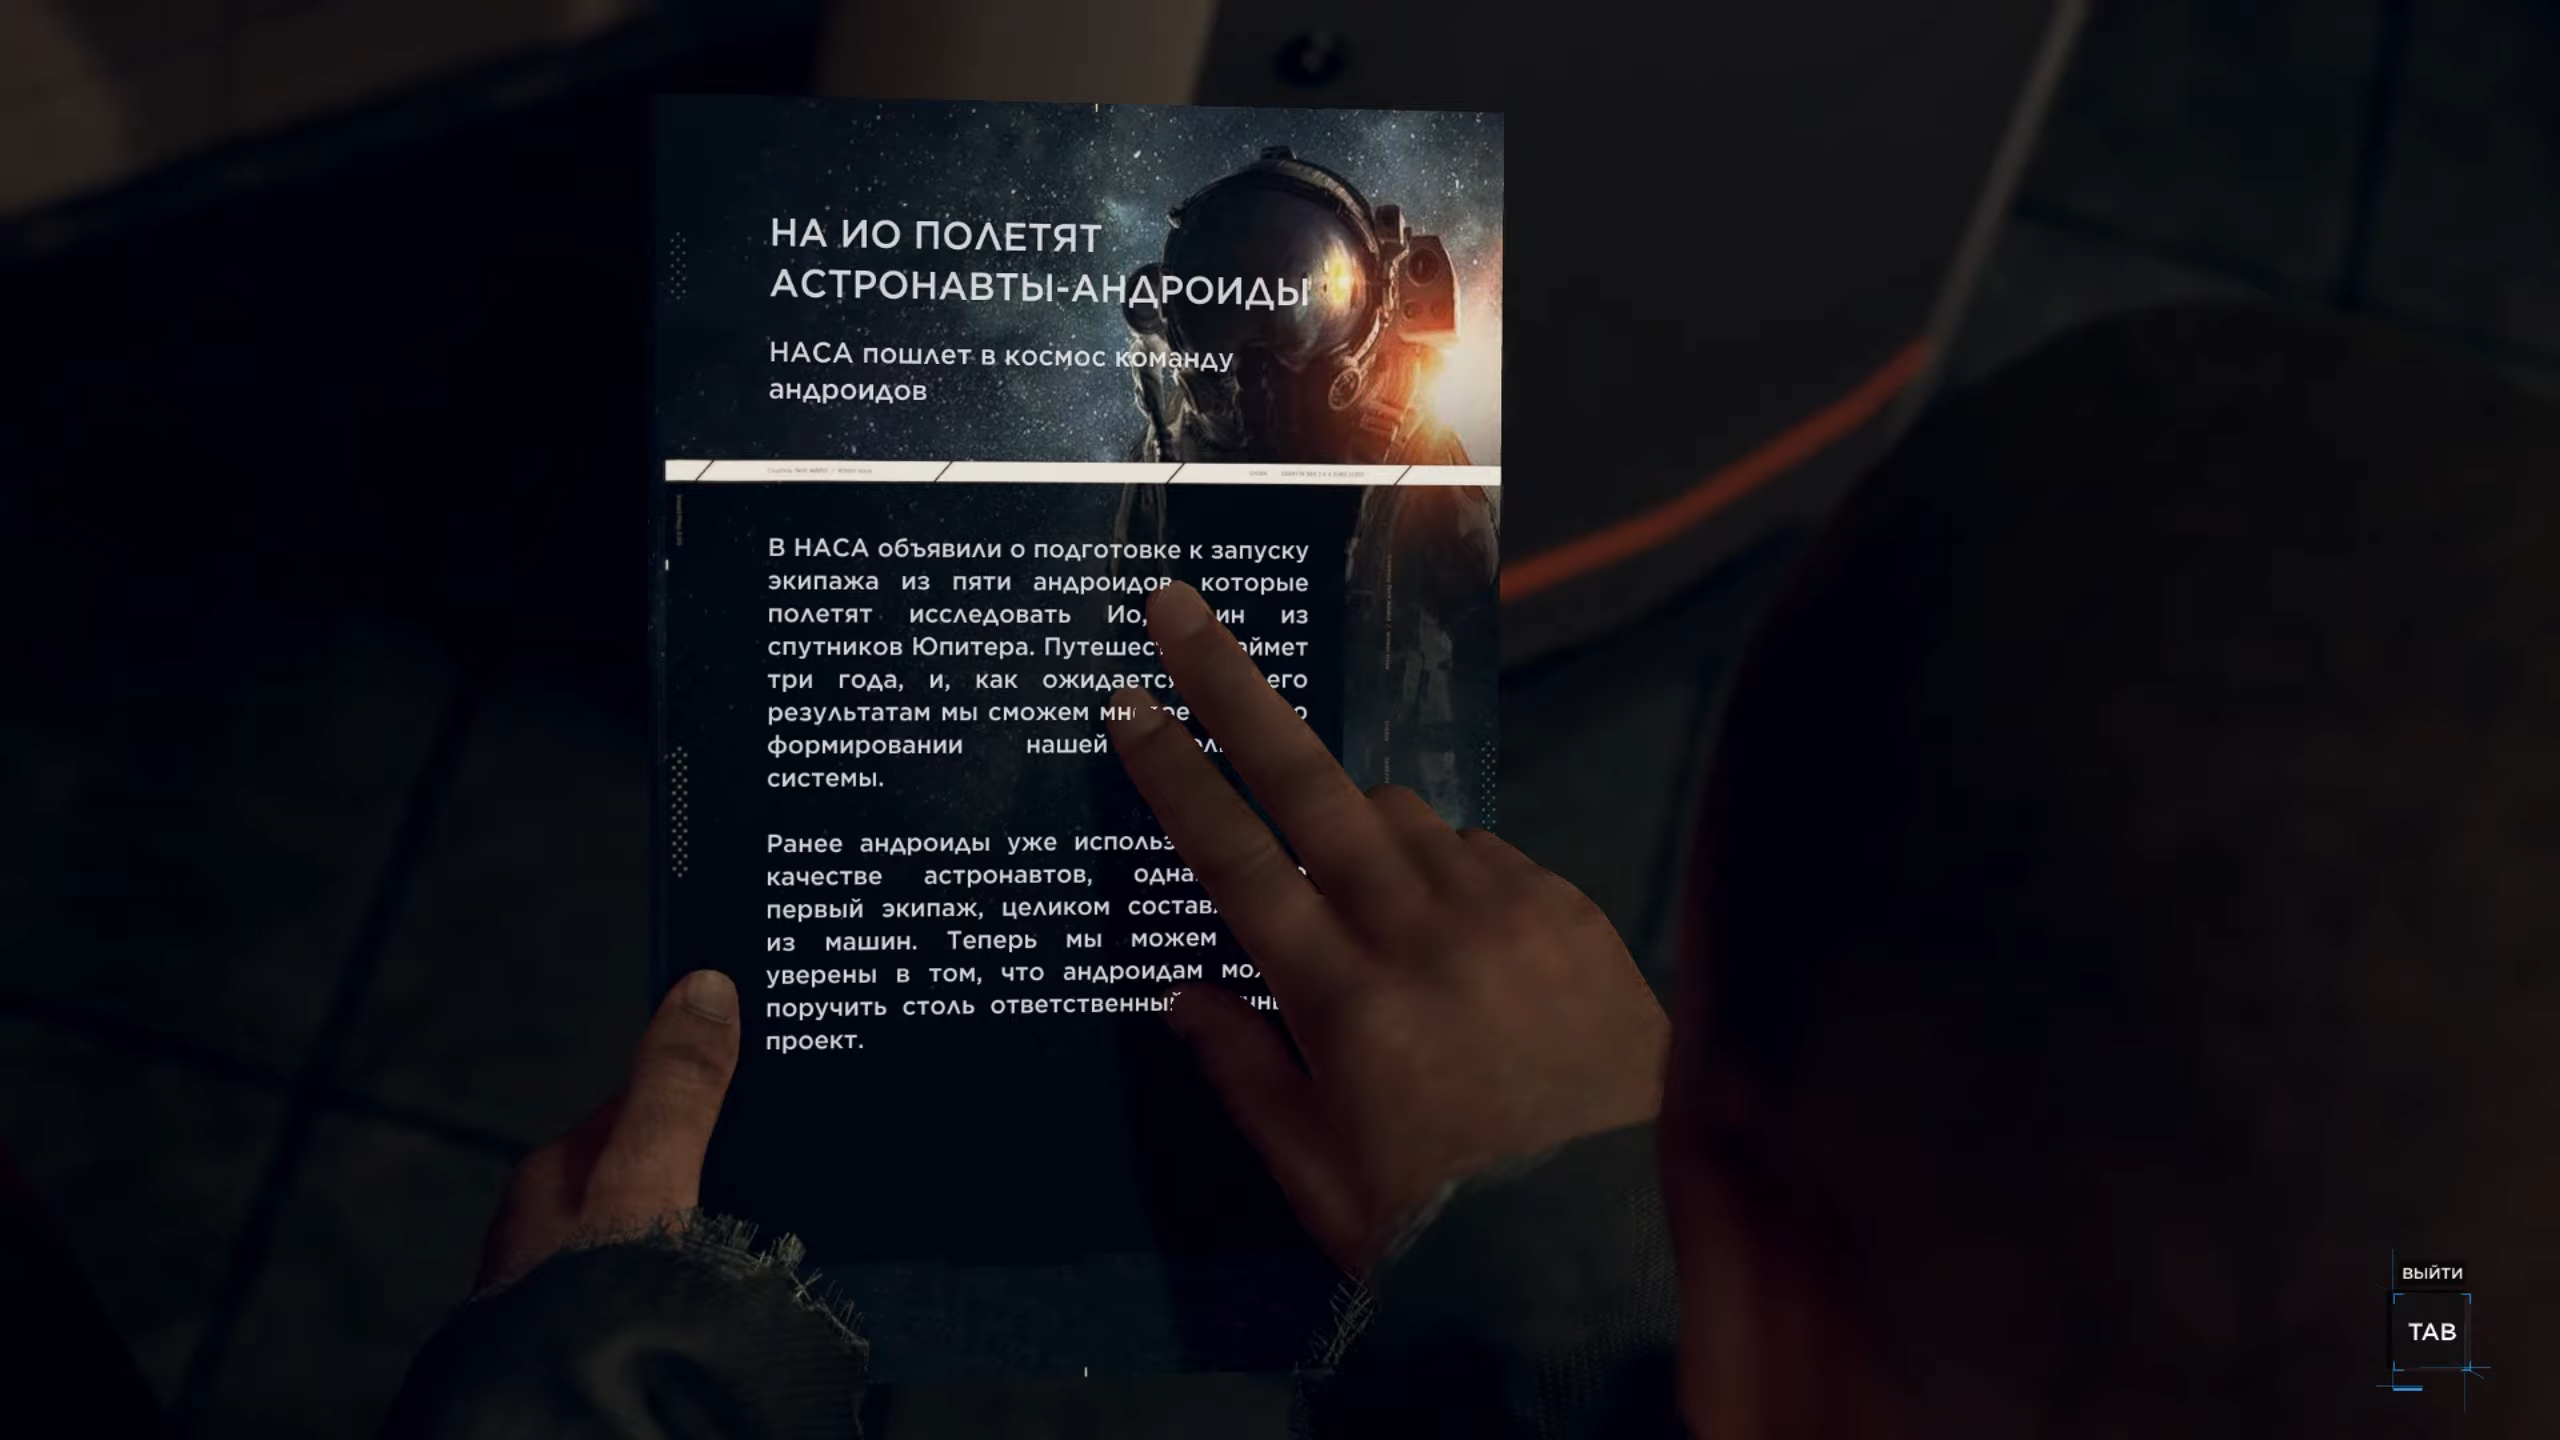 НА ИО ПОЛЕТЯТ
АСТРОНАВТЫ-АНДРОИДЫ
НАСА пошлет в космос команду
андроидов
В НАСА объявили о подготовке к запуску
экипажа из пяти андроидов, которые
полетят исследовать Ио, из
спутников Юпитера.
три года, и, как его
результатам мы сможем
формировании нашей
системы.
Ранее андроиды уже
качестве астронавтов,
первый экипаж, целиком
из машин. Теперь мы можем
уверены в том, что андроидам
поручить столь ответственный
проект.
ВЫЙТИ
TAB